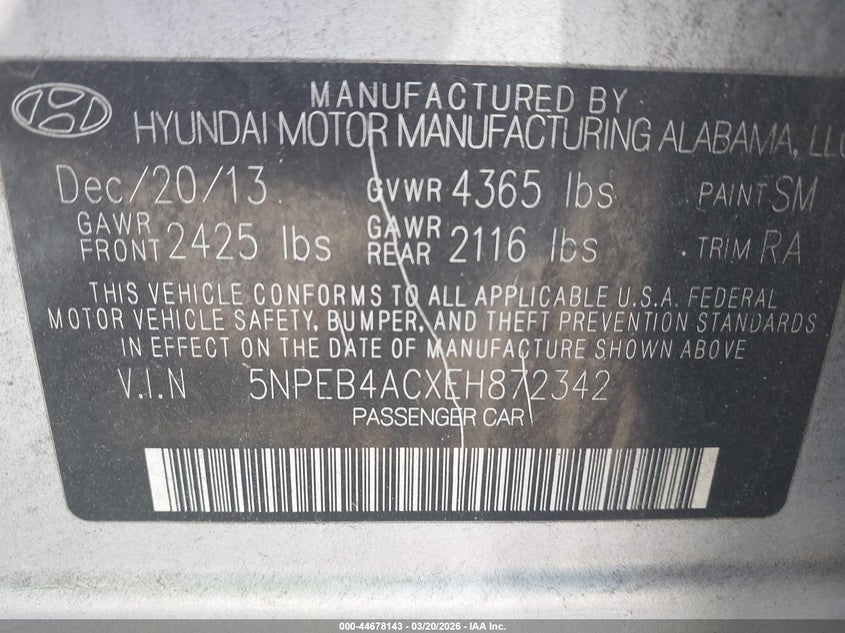 MANUFACTURED BY
HYUNDAI MOTOR MANUFACTURING ALABAMA, LLC
Dec/20/13 GVWR 4365 lbs PAINT SM
GAWR FRONT 2425 lbs GAWR REAR 2116 lbs TRIM RA
THIS VEHICLE CONFORMS TO ALL APPLICABLE U.S.A. FEDERAL
MOTOR VEHICLE SAFETY, BUMPER, AND THEFT PREVENTION STANDARDS
IN EFFECT ON THE DATE OF MANUFACTURE SHOWN ABOVE
V.I.N 5NPEB4ACXEH872342
PASSENGER CAR
000-44678143 - 03/20/2026 - IAA Inc.